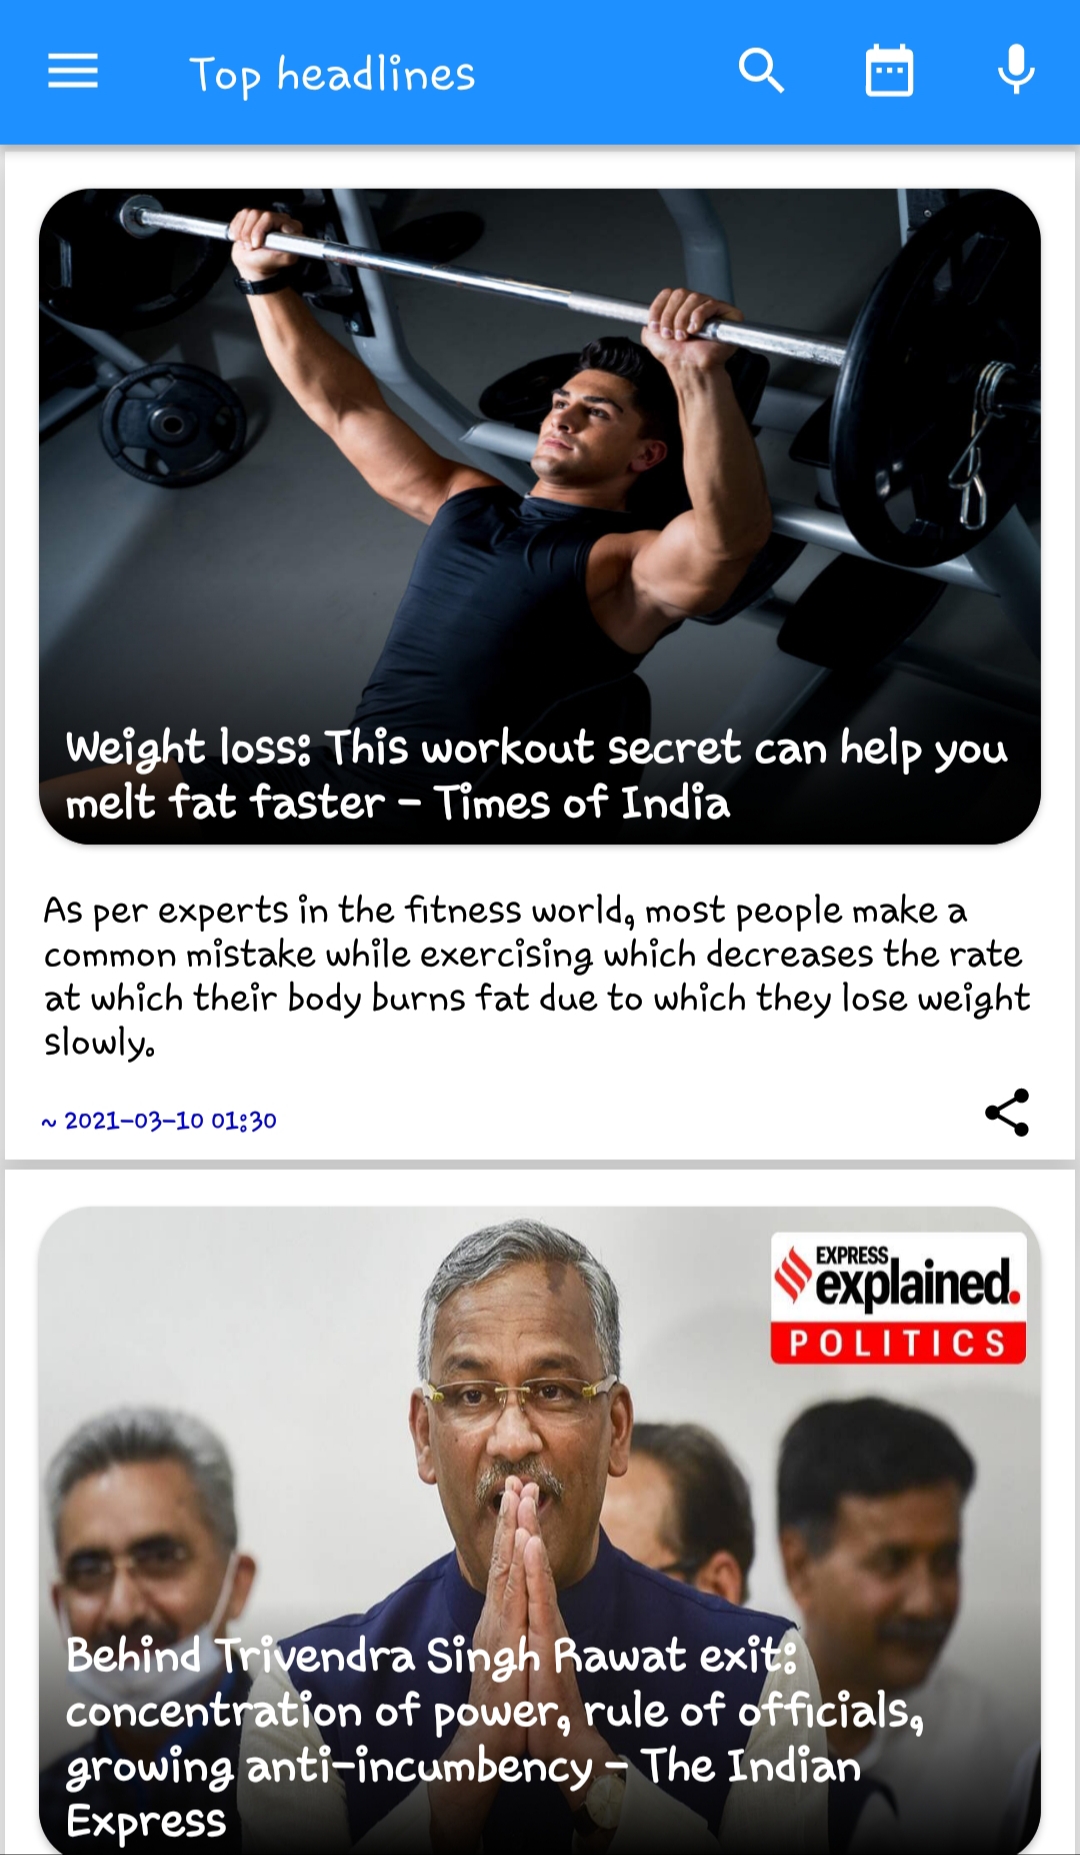 Top headlines
Weight loss: This workout secret can help you
melt fat faster - Times of India
As per experts in the fitness world, most people make a
common mistake while exercising which decreases the rate
at which their body burns fat due to which they lose weight
slowly.
~ 2021-03-10 01:30
EXPRESS
explained.
POLITICS
Behind Trivendra Singh Rawat exit:
concentration of power, rule of officials,
growing anti-incumbency - The Indian
Express